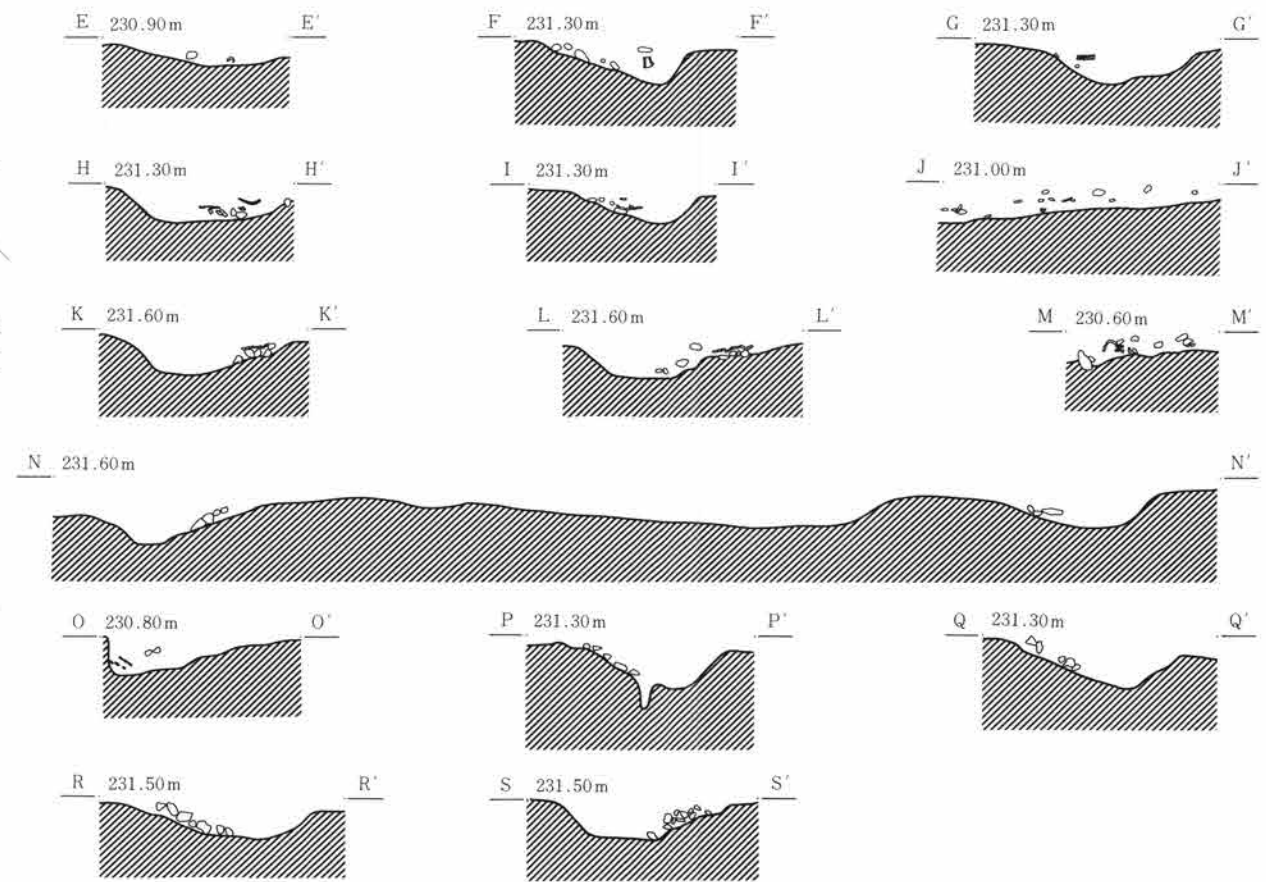 E 230.90m E' F 231.30m F' G 231.30m G'
H 231.30m H' I 231.30m I' J 231.00m J'
K 231.60m K' L 231.60m L' M 230.60m M'
N 231.60m N'
O 230.80m O' P 231.30m P' Q 231.30m Q'
R 231.50m R' S 231.50m S'